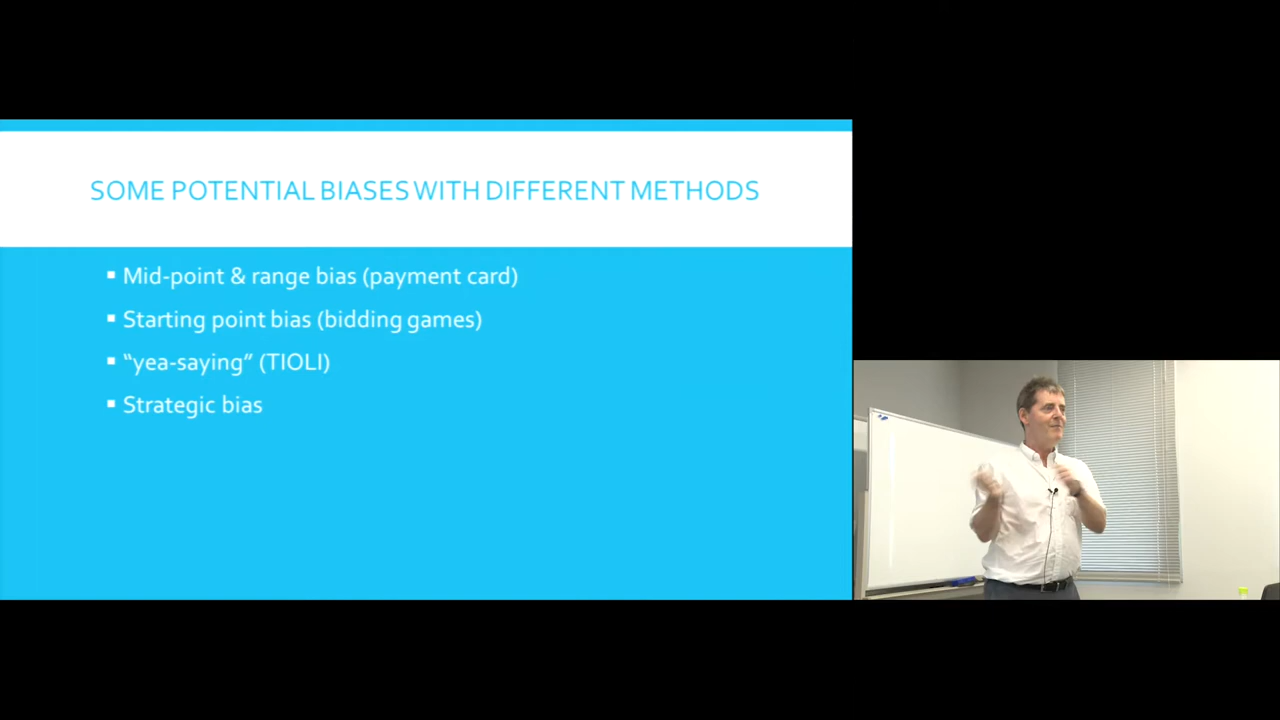 SOME POTENTIAL BIASES WITH DIFFERENT METHODS
▪ Mid-point & range bias (payment card)
▪ Starting point bias (bidding games)
▪ “yea-saying” (TIOLI)
▪ Strategic bias